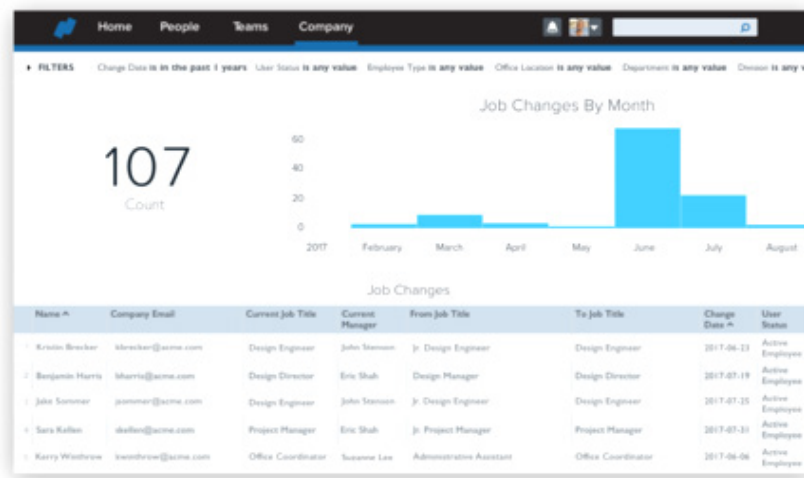 Home People Teams Company
FILTERS Change Date is in the past 1 years User Status is any value Employee Type is any value Office Location is any value Department is any value Division is any v
Job Changes By Month
107
Count
60
40
20
0
2017 February March April May June July August
Job Changes
Name ^ Company Email Current Job Title Current Manager From Job Title To Job Title Change Date ^ User Status
1 Kristin Brecker kbrecker@acme.com Design Engineer John Stenson Jr. Design Engineer Design Engineer 2017-06-23 Active Employee
2 Benjamin Harris bharris@acme.com Design Director Eric Shah Design Manager Design Director 2017-07-19 Active Employee
3 Jake Sommer jsommer@acme.com Design Engineer John Stenson Jr. Design Engineer Design Engineer 2017-07-25 Active Employee
4 Sara Kellen Project Manager Eric Shah Jr. Project Manager Project Manager 2017-07-31 Active Employee
5 Kerry Winthrow Office Coordinator Suzanne Lee Administrative Assistant Office Coordinator 2017-06-06 Active Employee